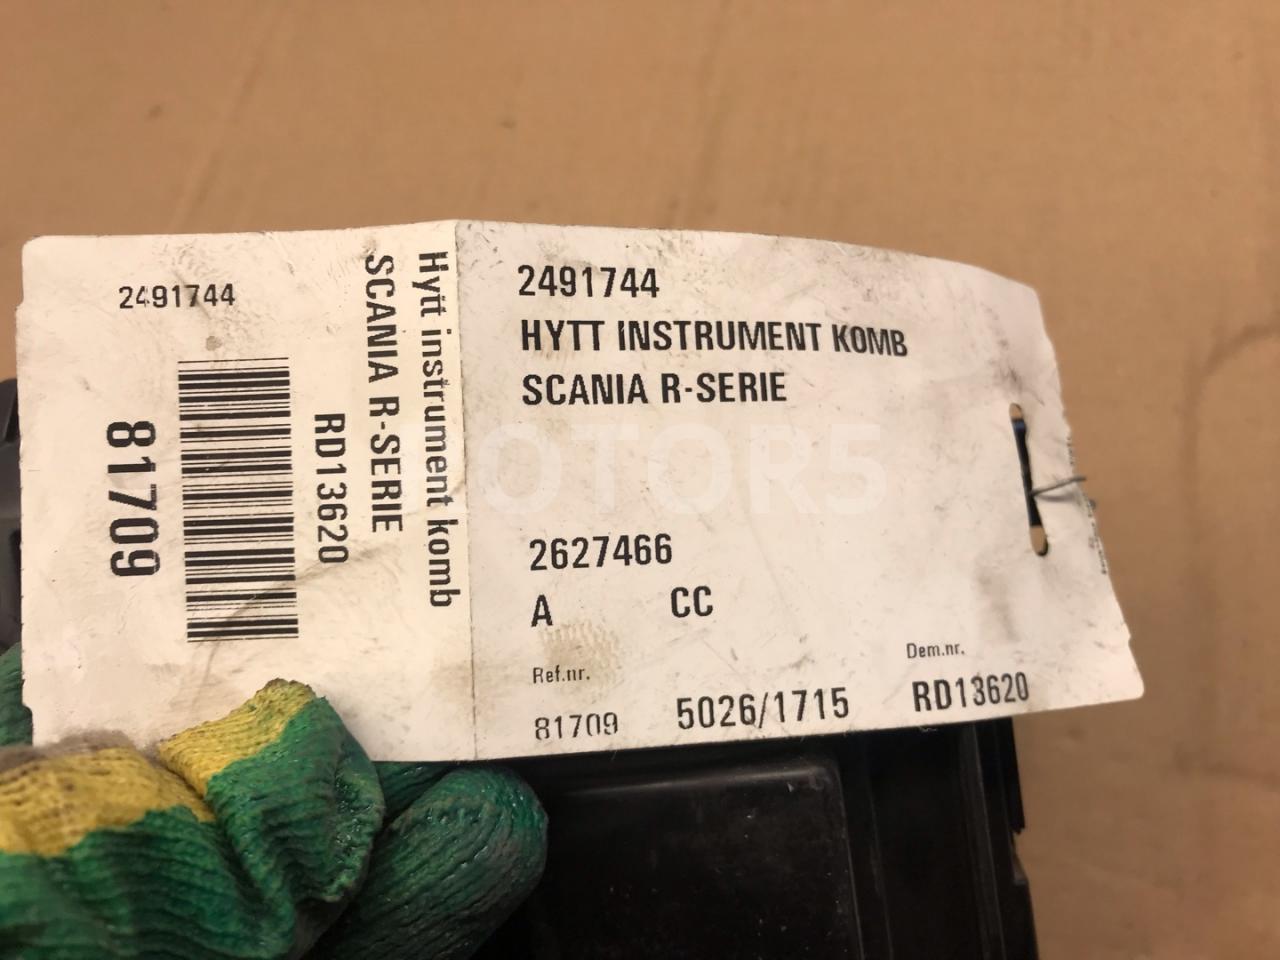 2491744
81709
RD13620
SCANIA R-SERIE
Hytt instrument komb
2491744
HYTT INSTRUMENT KOMB
SCANIA R-SERIE
MOTOR5
2627466
A CC
Ref.nr. Dem.nr.
81709 5026/1715 RD13620